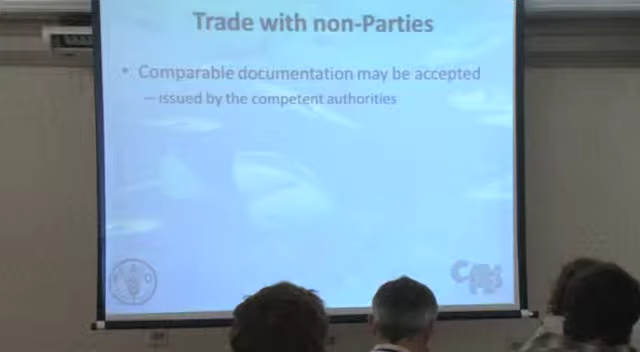 Trade with non-Parties
• Comparable documentation may be accepted
– issued by the competent authorities